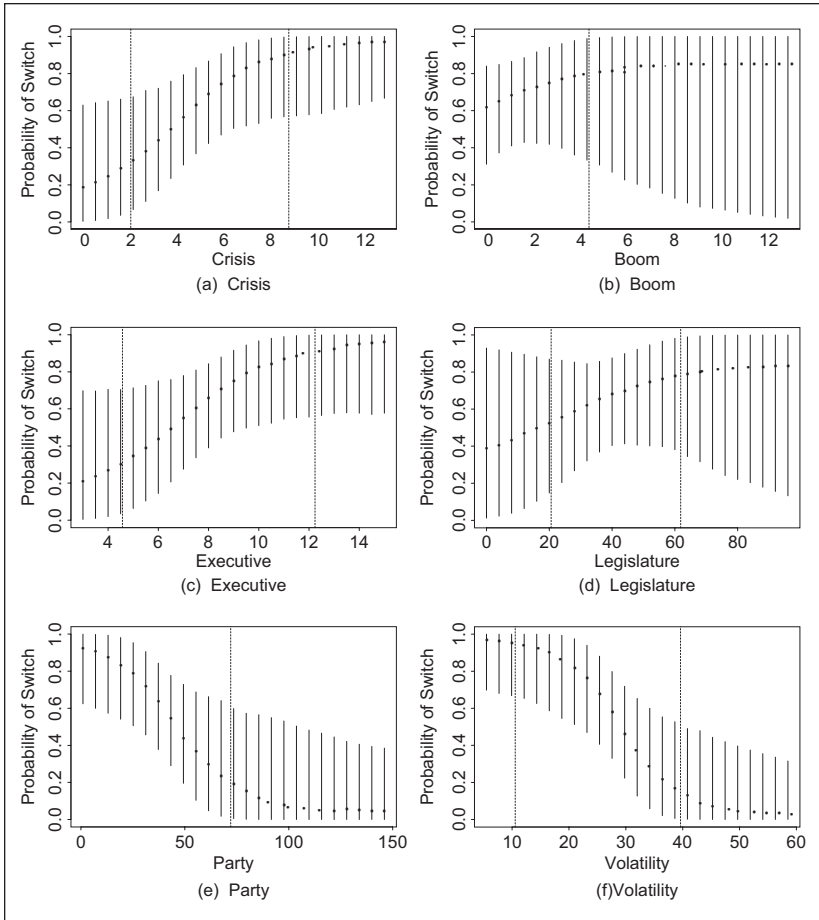 Probability of Switch
0.0 0.2 0.4 0.6 0.8 1.0
0 2 4 6 8 10 12
Crisis
(a) Crisis
Probability of Switch
0.0 0.2 0.4 0.6 0.8 1.0
0 2 4 6 8 10 12
Boom
(b) Boom
Probability of Switch
0.0 0.2 0.4 0.6 0.8 1.0
4 6 8 10 12 14
Executive
(c) Executive
Probability of Switch
0.0 0.2 0.4 0.6 0.8 1.0
0 20 40 60 80
Legislature
(d) Legislature
Probability of Switch
0.0 0.2 0.4 0.6 0.8 1.0
0 50 100 150
Party
(e) Party
Probability of Switch
0.0 0.2 0.4 0.6 0.8 1.0
10 20 30 40 50 60
Volatility
(f)Volatility